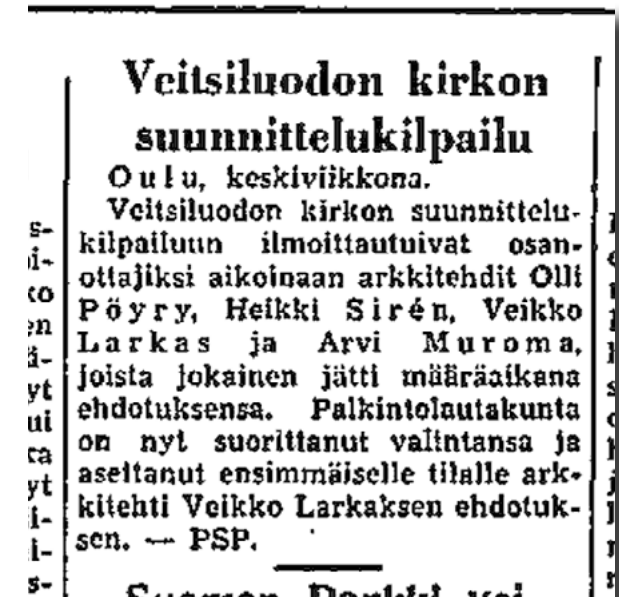 Veitsiluodon kirkon
suunnittelukilpailu
Oulu, keskiviikkona.
Veitsiluodon kirkon suunnittelu-
kilpailuun ilmoittautuivat osan-
ottajiksi aikoinaan arkkitehdit Olli
Pöyry, Heikki Sirén, Veikko
Larkas ja Arvi Muroma,
joista jokainen jätti määräaikana
ehdotuksensa. Palkintolautakunta
on nyt suorittanut valintansa ja
asettanut ensimmäiselle tilalle ark-
kitehti Veikko Larkaksen ehdotuk-
sen. — PSP.